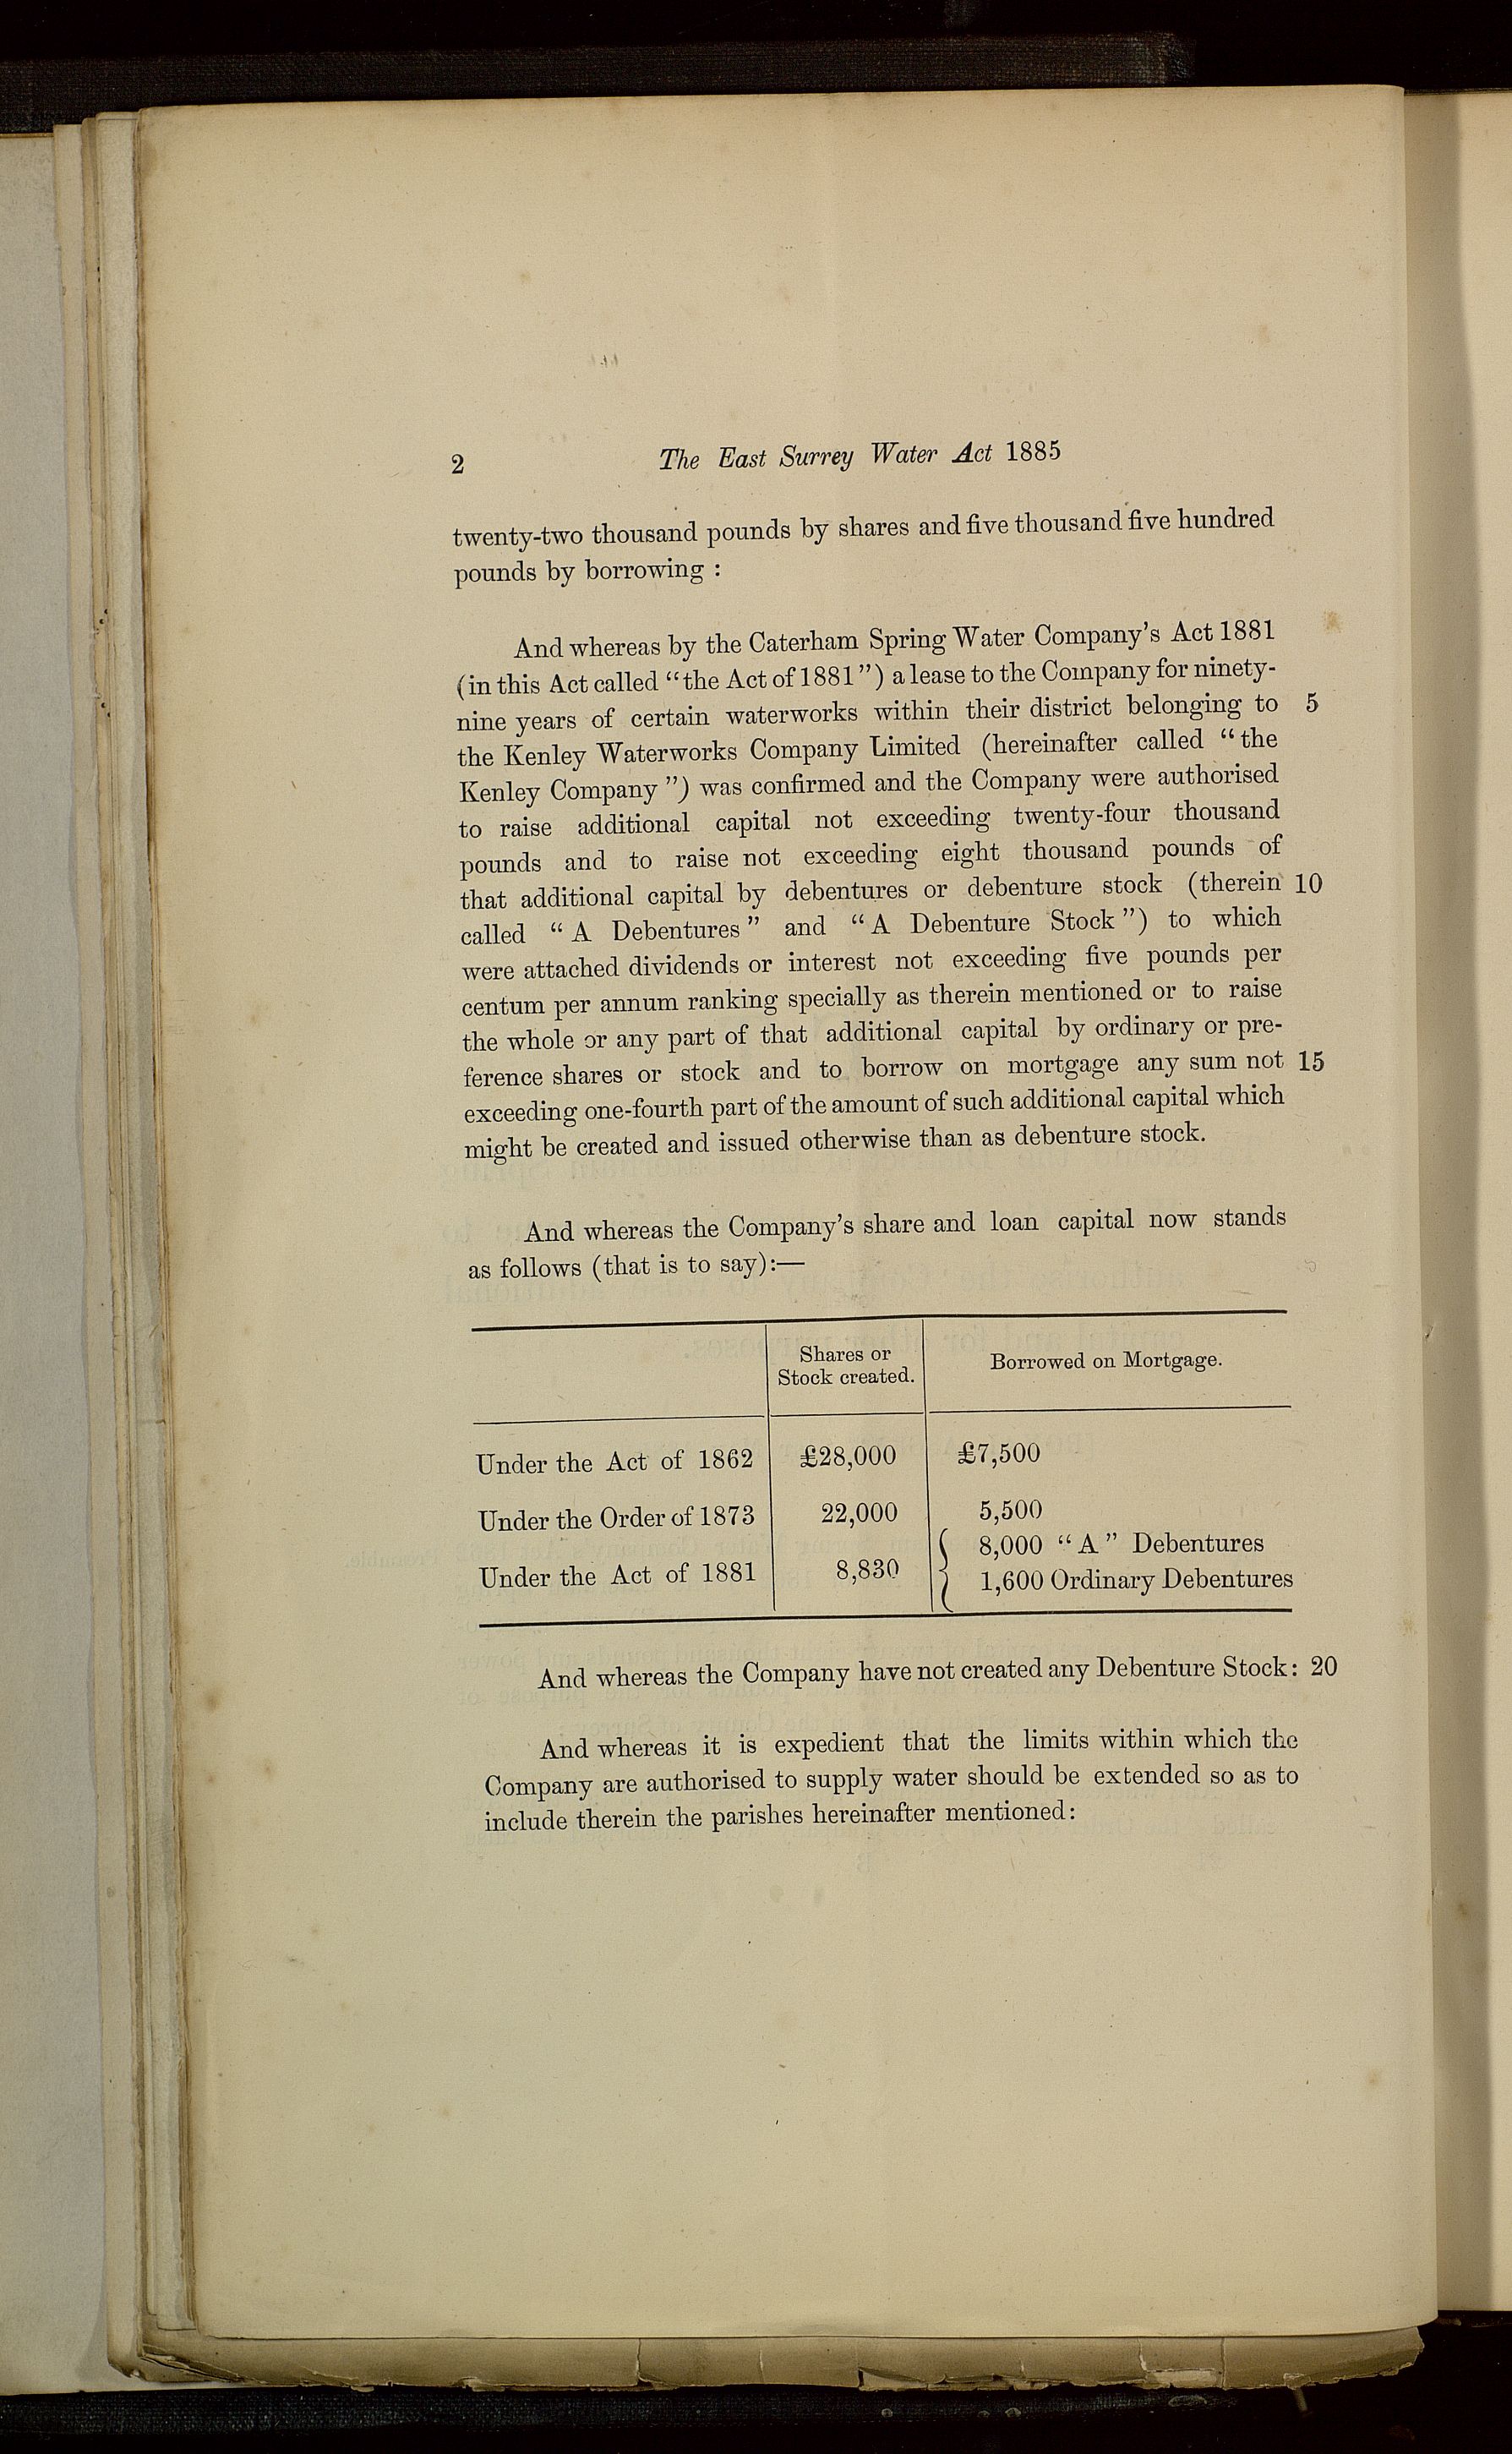 2 The East Surrey Water Act 1885
twenty-two thousand pounds by shares and five thousand five hundred
pounds by borrowing :
And whereas by the Caterham Spring Water Company's Act 1881
(in this Act called “the Act of 1881”) a lease to the Company for ninety-
nine years of certain waterworks within their district belonging to 5
the Kenley Waterworks Company Limited (hereinafter called “the
Kenley Company”) was confirmed and the Company were authorised
to raise additional capital not exceeding twenty-four thousand
pounds and to raise not exceeding eight thousand pounds of
that additional capital by debentures or debenture stock (therein 10
called “A Debentures” and “A Debenture Stock”) to which
were attached dividends or interest not exceeding five pounds per
centum per annum ranking specially as therein mentioned or to raise
the whole or any part of that additional capital by ordinary or pre-
ference shares or stock and to borrow on mortgage any sum not 15
exceeding one-fourth part of the amount of such additional capital which
might be created and issued otherwise than as debenture stock.
And whereas the Company's share and loan capital now stands
as follows (that is to say):—
Shares or
Stock created.
Borrowed on Mortgage.
Under the Act of 1862 £28,000 £7,500
Under the Order of 1873 22,000 5,500
8,000 “A” Debentures
Under the Act of 1881 8,830
1,600 Ordinary Debentures
And whereas the Company have not created any Debenture Stock: 20
And whereas it is expedient that the limits within which the
Company are authorised to supply water should be extended so as to
include therein the parishes hereinafter mentioned: